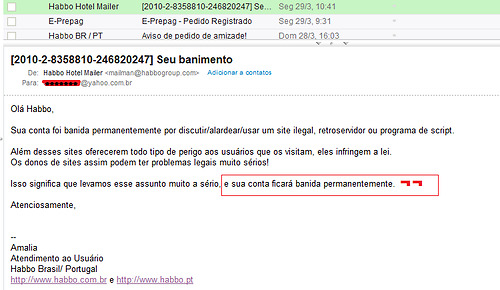 Habbo Hotel Mailer [2010-2-8358810-246820247] Se... Seg 29/3, 10:41
E-Prepag E-Prepag - Pedido Registrado Seg 29/3, 9:31
Habbo BR / PT Aviso de pedido de amizade! Dom 28/3, 16:03
[2010-2-8358810-246820247] Seu banimento
De: Habbo Hotel Mailer <mailman@habbogroup.com> Adicionar a contatos
Para: @yahoo.com.br
Olá Habbo,
Sua conta foi banida permanentemente por discutir/alardear/usar um site ilegal, retroservidor ou programa de script.
Além desses sites oferecerem todo tipo de perigo aos usuários que os visitam, eles infringem a lei.
Os donos de sites assim podem ter problemas legais muito sérios!
Isso significa que levamos esse assunto muito a sério, e sua conta ficará banida permanentemente.
Atenciosamente,
--
Amalia
Atendimento ao Usuário
Habbo Brasil/ Portugal
http://www.habbo.com.br e http://www.habbo.pt